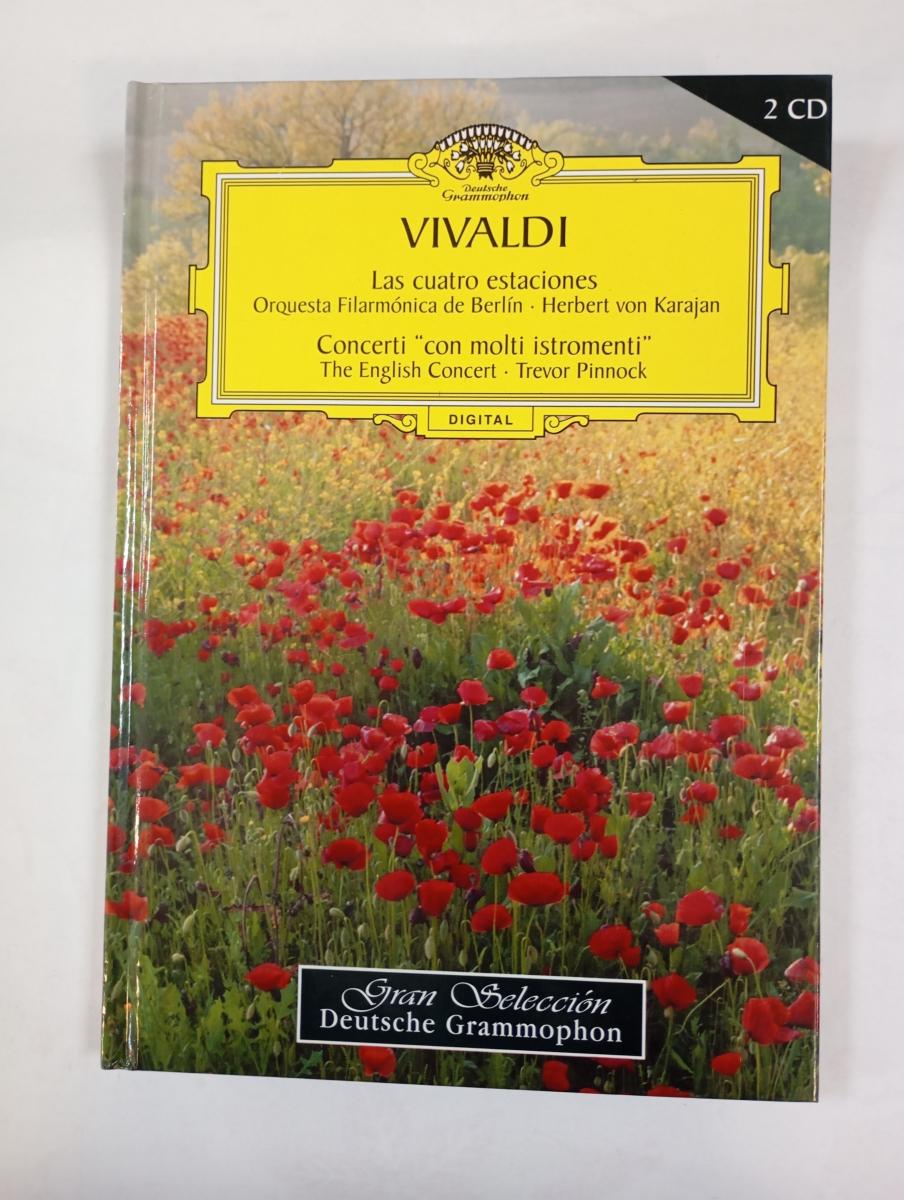 2 CD
Deutsche
Grammophon
VIVALDI
Las cuatro estaciones
Orquesta Filarmónica de Berlín · Herbert von Karajan
Concerti "con molti istromenti"
The English Concert · Trevor Pinnock
DIGITAL
Gran Selección
Deutsche Grammophon